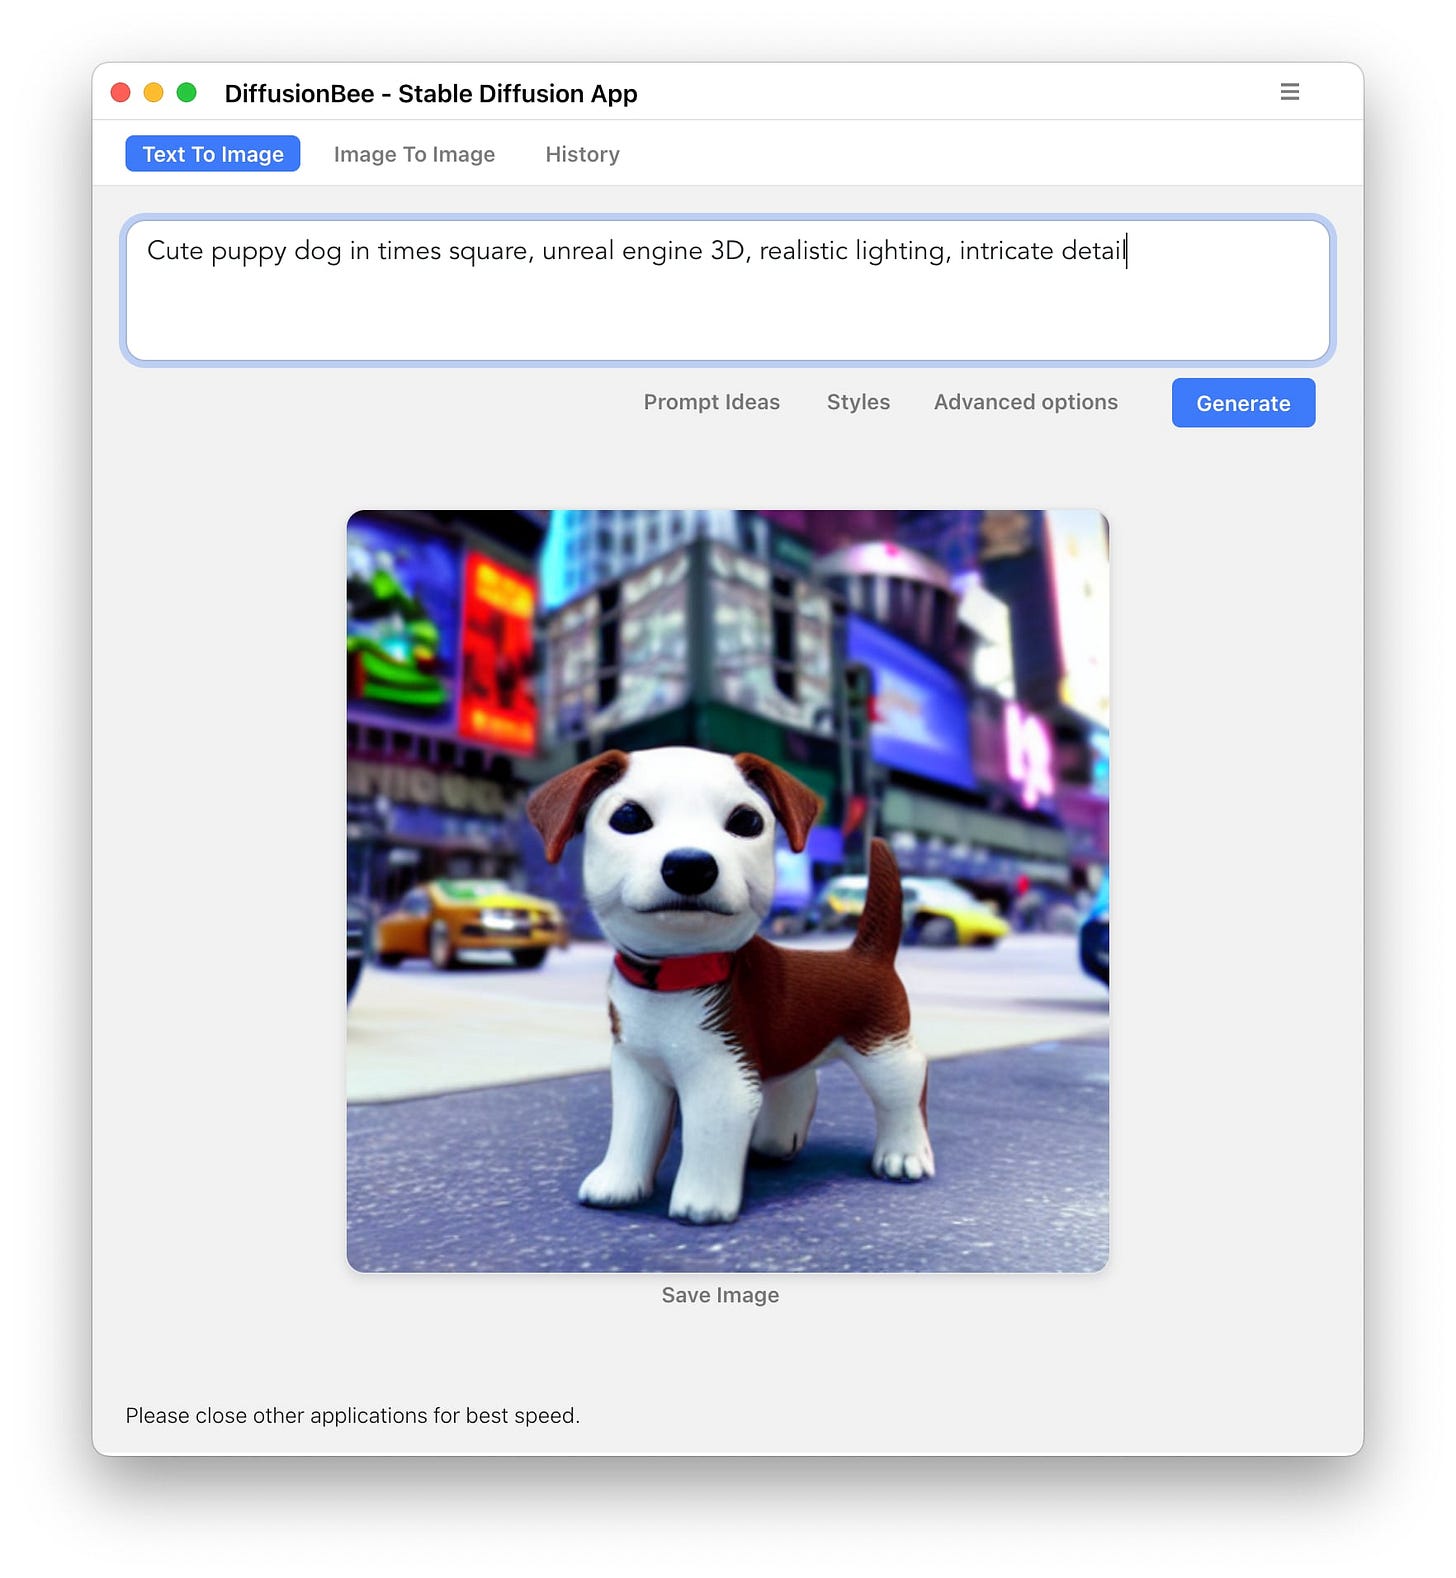 DiffusionBee - Stable Diffusion App
Text To Image Image To Image History
Cute puppy dog in times square, unreal engine 3D, realistic lighting, intricate detail
Prompt Ideas Styles Advanced options Generate
Save Image
Please close other applications for best speed.